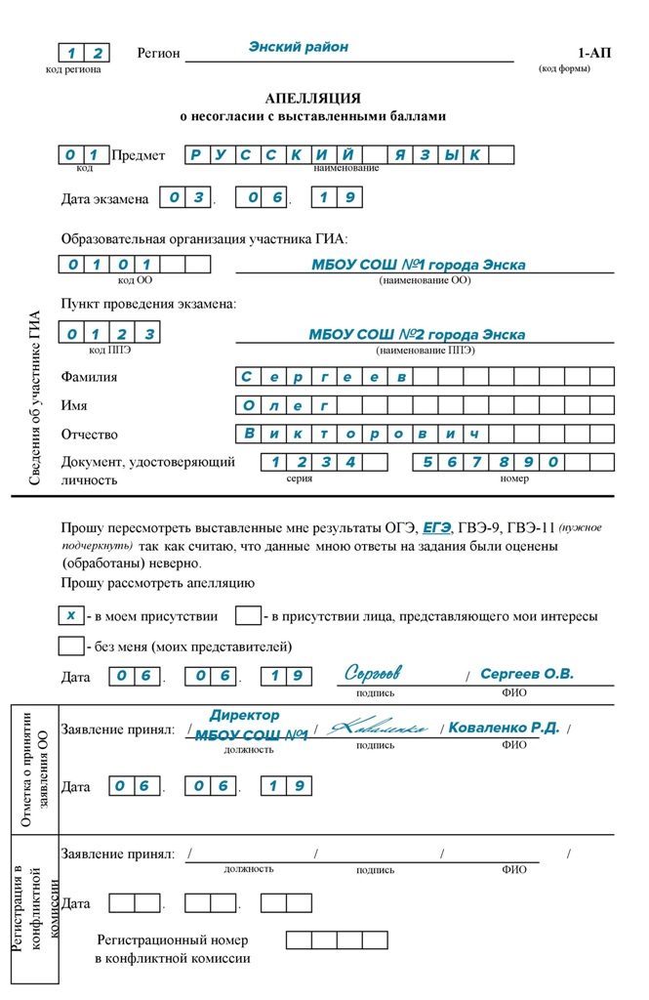 1 2 Регион Энский район 1-АП
код региона (код формы)
АПЕЛЛЯЦИЯ
о несогласии с выставленными баллами
0 1 Предмет Р У С С К И Й Я З Ы К
код наименование
Дата экзамена 0 3 . 0 6 . 1 9
Образовательная организация участника ГИА:
0 1 0 1 МБОУ СОШ №1 города Энска
код ОО (наименование ОО)
Пункт проведения экзамена:
0 1 2 3 МБОУ СОШ №2 города Энска
код ППЭ (наименование ППЭ)
Сведения об участнике ГИА
Фамилия С е р г е е в
Имя О л е г
Отчество В и к т о р о в и ч
Документ, удостоверяющий 1 2 3 4 5 6 7 8 9 0
личность серия номер
Прошу пересмотреть выставленные мне результаты ОГЭ, ЕГЭ, ГВЭ-9, ГВЭ-11 (нужное
подчеркнуть) так как считаю, что данные мною ответы на задания были оценены
(обработаны) неверно.
Прошу рассмотреть апелляцию
х - в моем присутствии - в присутствии лица, представляющего мои интересы
- без меня (моих представителей)
Дата 0 6 . 0 6 . 1 9 Сергеев / Сергеев О.В.
подпись ФИО
Отметка о принятии
заявления ОО
Директор
Заявление принял: / МБОУ СОШ №1 / Коваленко / Коваленко Р.Д. /
должность подпись ФИО
Дата 0 6 . 0 6 . 1 9
Регистрация в
конфликтной
комиссии
Заявление принял: / / / /
должность подпись ФИО
Дата . .
Регистрационный номер
в конфликтной комиссии